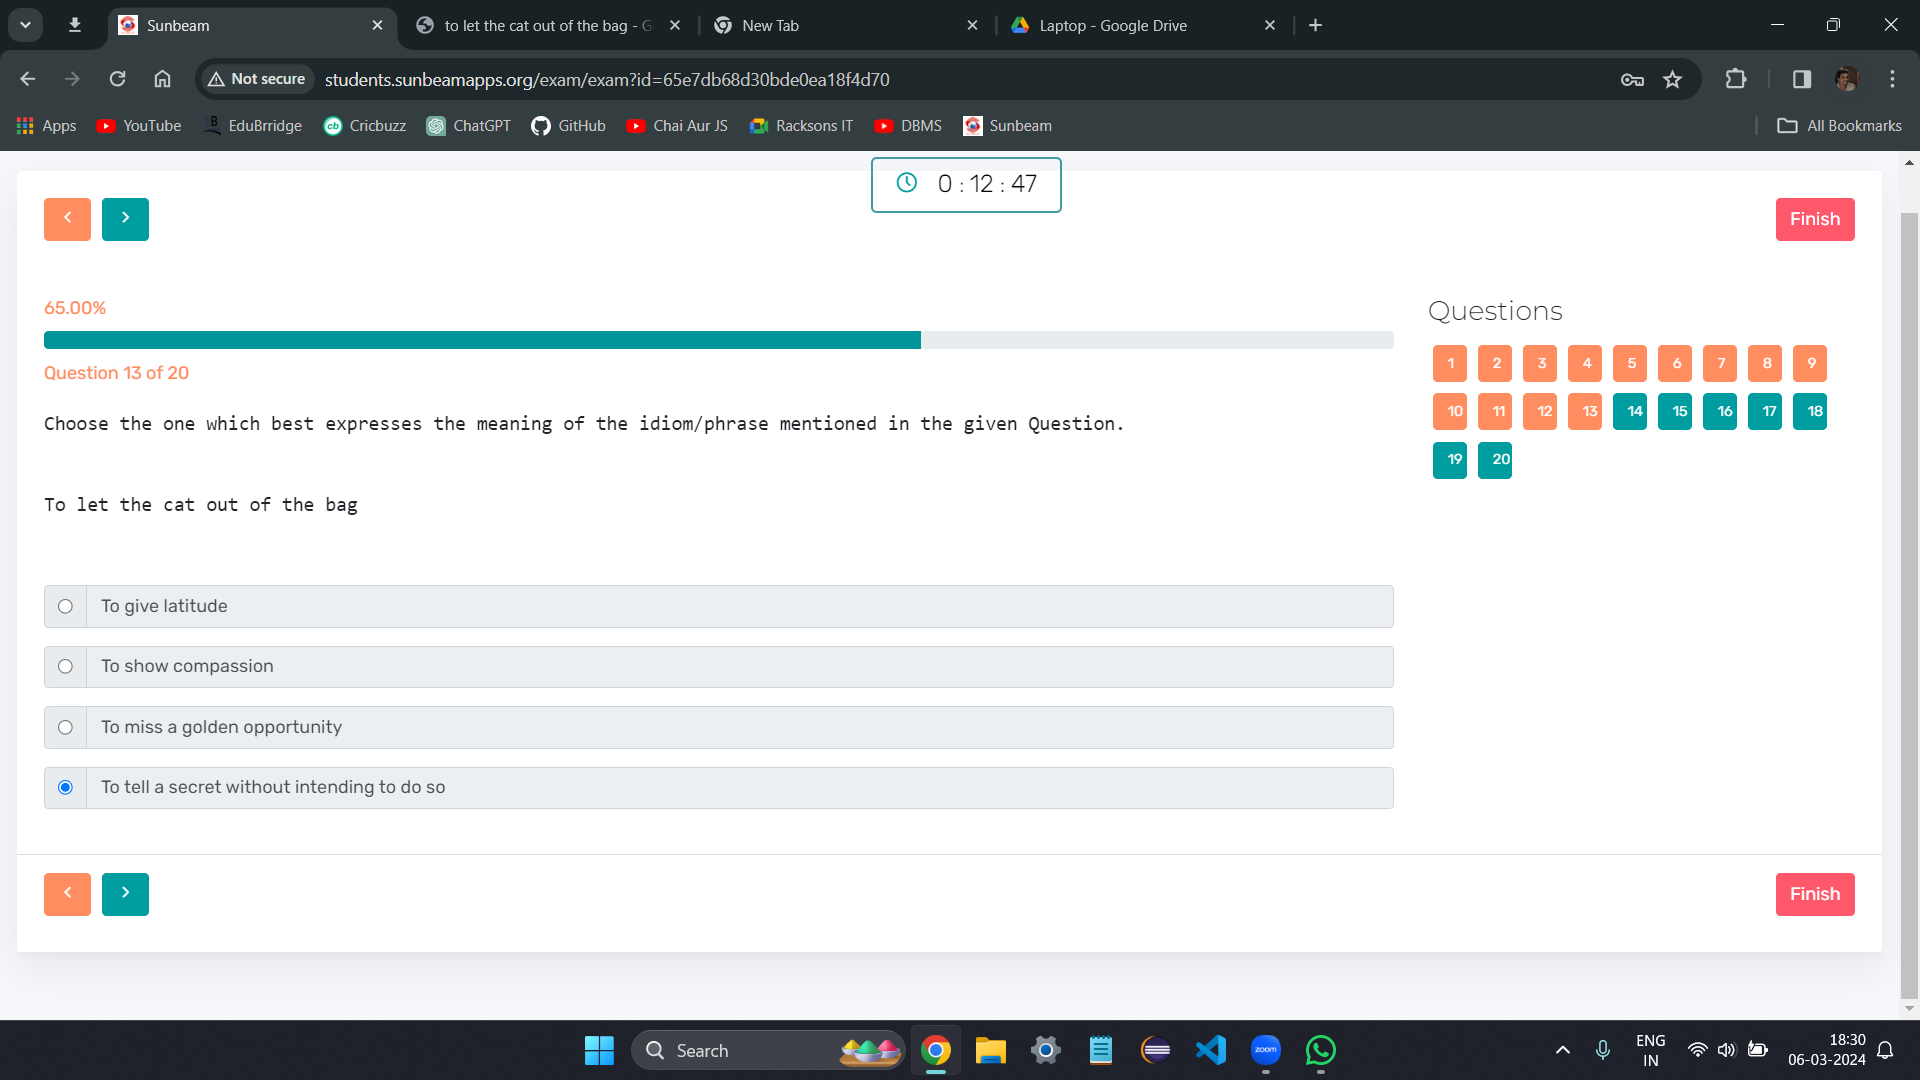 Sunbeam
to let the cat out of the bag - G
New Tab
Laptop - Google Drive
Not secure
students.sunbeamapps.org/exam/exam?id=65e7db68d30bde0ea18f4d70
Apps
YouTube
B
EduBrridge
cb
Cricbuzz
ChatGPT
GitHub
Chai Aur JS
Racksons IT
DBMS
Sunbeam
All Bookmarks
0 : 12 : 47
Finish
65.00%
Question 13 of 20
Choose the one which best expresses the meaning of the idiom/phrase mentioned in the given Question.
To let the cat out of the bag
To give latitude
To show compassion
To miss a golden opportunity
To tell a secret without intending to do so
Questions
1 2 3 4 5 6 7 8 9
10 11 12 13 14 15 16 17 18
19 20
Finish
Search
zoom
ENG
IN
18:30
06-03-2024